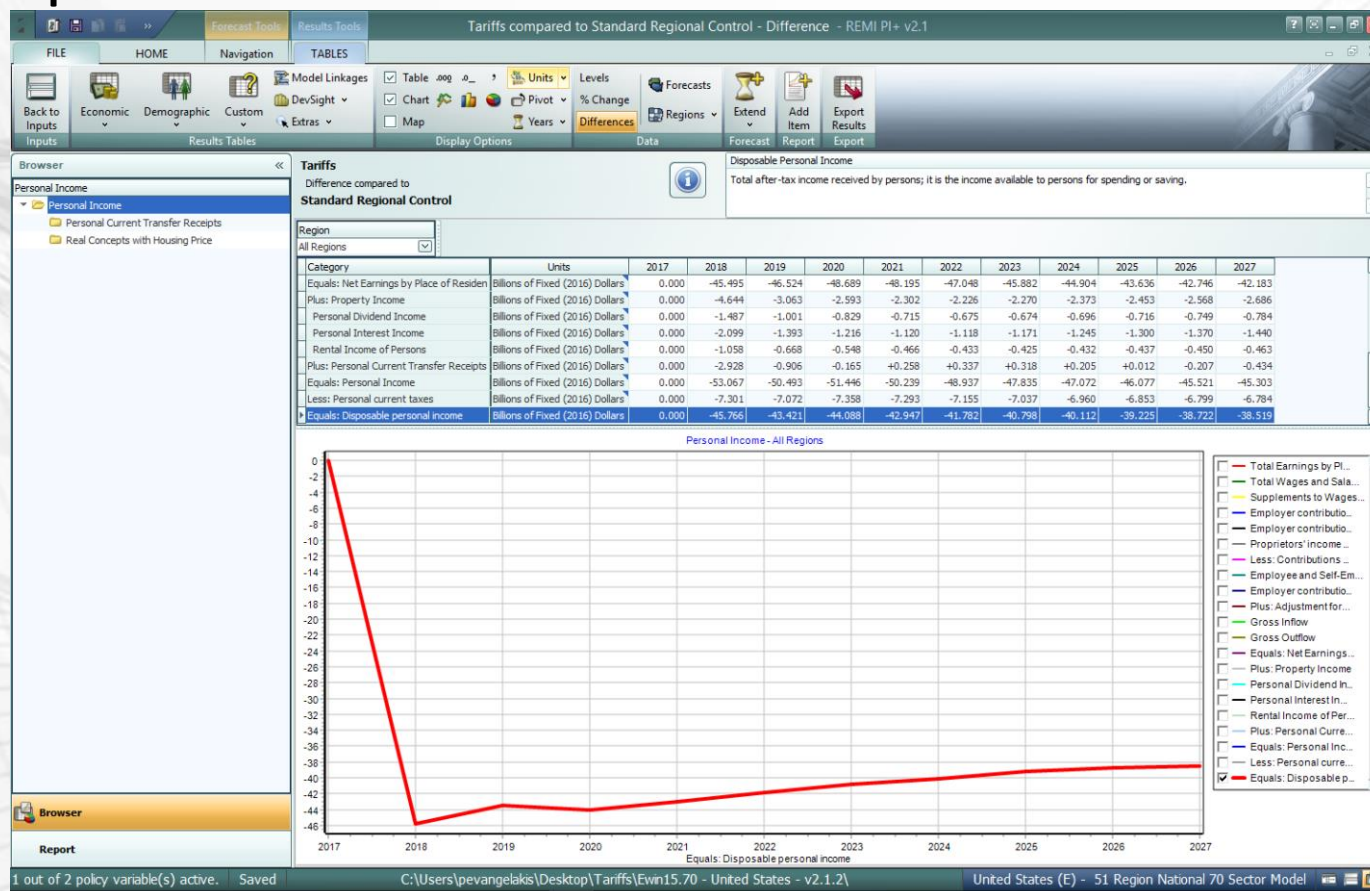 Forecast Tools Results Tools Tariffs compared to Standard Regional Control - Difference - REMI PI+ v2.1
FILE HOME Navigation TABLES
Back to Inputs
Economic
Demographic
Custom
Model Linkages
DevSight
Extras
Table
Chart
Map
Units
Pivot
Years
Levels
% Change
Differences
Forecasts
Regions
Extend
Add Item
Export Results
Inputs Results Tables Display Options Data Forecast Report Export
Browser «
Personal Income
Personal Income
Personal Current Transfer Receipts
Real Concepts with Housing Price
Tariffs
Difference compared to
Standard Regional Control
Disposable Personal Income
Total after-tax income received by persons; it is the income available to persons for spending or saving.
Region
All Regions
Category Units 2017 2018 2019 2020 2021 2022 2023 2024 2025 2026 2027
Equals: Net Earnings by Place of Residen Billions of Fixed (2016) Dollars 0.000 -45.495 -46.524 -48.689 -48.195 -47.048 -45.882 -44.904 -43.636 -42.746 -42.183
Plus: Property Income Billions of Fixed (2016) Dollars 0.000 -4.644 -3.063 -2.593 -2.302 -2.226 -2.270 -2.373 -2.453 -2.568 -2.686
Personal Dividend Income Billions of Fixed (2016) Dollars 0.000 -1.487 -1.001 -0.829 -0.715 -0.675 -0.674 -0.696 -0.716 -0.749 -0.784
Personal Interest Income Billions of Fixed (2016) Dollars 0.000 -2.099 -1.393 -1.216 -1.120 -1.118 -1.171 -1.245 -1.300 -1.370 -1.440
Rental Income of Persons Billions of Fixed (2016) Dollars 0.000 -1.058 -0.668 -0.548 -0.466 -0.433 -0.425 -0.432 -0.437 -0.450 -0.463
Plus: Personal Current Transfer Receipts Billions of Fixed (2016) Dollars 0.000 -2.928 -0.906 -0.165 +0.258 +0.337 +0.318 +0.205 +0.012 -0.207 -0.434
Equals: Personal Income Billions of Fixed (2016) Dollars 0.000 -53.067 -50.493 -51.446 -50.239 -48.937 -47.835 -47.072 -46.077 -45.521 -45.303
Less: Personal current taxes Billions of Fixed (2016) Dollars 0.000 -7.301 -7.072 -7.358 -7.293 -7.155 -7.037 -6.960 -6.853 -6.799 -6.784
Equals: Disposable personal income Billions of Fixed (2016) Dollars 0.000 -45.766 -43.421 -44.088 -42.947 -41.782 -40.798 -40.112 -39.225 -38.722 -38.519
Personal Income - All Regions
0
-2
-4
-6
-8
-10
-12
-14
-16
-18
-20
-22
-24
-26
-28
-30
-32
-34
-36
-38
-40
-42
-44
-46
2017 2018 2019 2020 2021 2022 2023 2024 2025 2026 2027
Equals: Disposable personal income
Total Earnings by Pl...
Total Wages and Sala...
Supplements to Wages...
Employer contributio...
Employer contributio...
Proprietors' income ...
Less: Contributions ...
Employee and Self-Em...
Employer contributio...
Plus: Adjustment for...
Gross Inflow
Gross Outflow
Equals: Net Earnings...
Plus: Property Income
Personal Dividend In...
Personal Interest In...
Rental Income of Per...
Plus: Personal Curre...
Equals: Personal Inc...
Less: Personal curre...
Equals: Disposable p...
Browser
Report
1 out of 2 policy variable(s) active. Saved C:\Users\pevangelakis\Desktop\Tariffs\Ewin15.70 - United States - v2.1.2\ United States (E) - 51 Region National 70 Sector Model